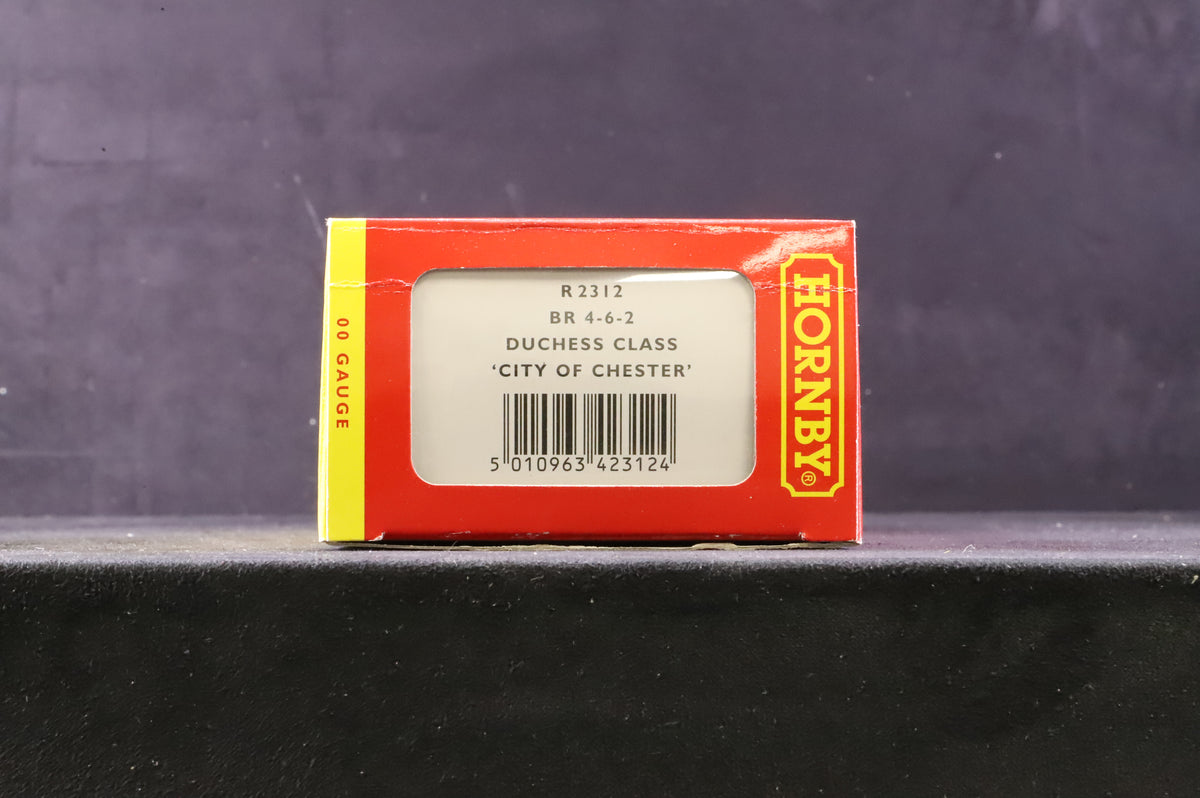 00 GAUGE
R2312
BR 4-6-2
DUCHESS CLASS
‘CITY OF CHESTER’
5 010963 423124
HORNBY®